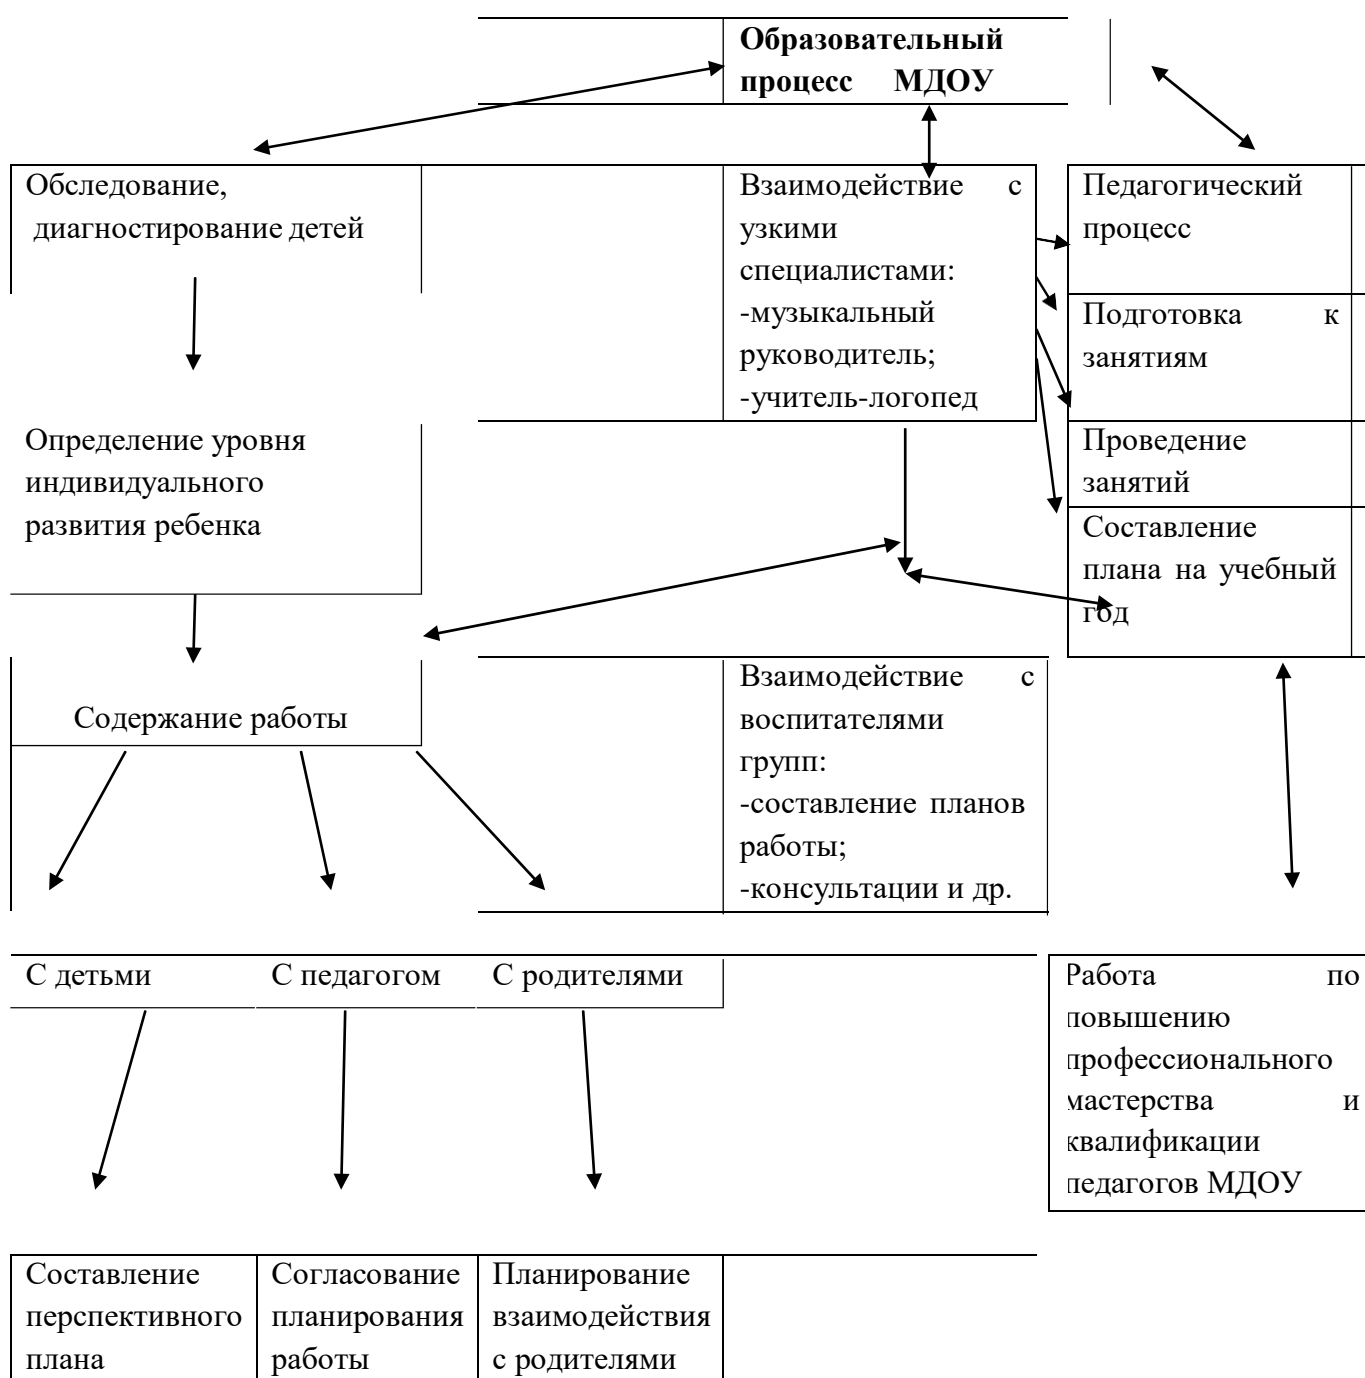 Образовательный
процесс МДОУ
Обследование,
диагностирование детей
Взаимодействие с
узкими
специалистами:
-музыкальный
руководитель;
-учитель-логопед
Педагогический
процесс
Подготовка к
занятиям
Проведение
занятий
Составление
плана на учебный
год
Определение уровня
индивидуального
развития ребенка
Содержание работы
Взаимодействие с
воспитателями
групп:
-составление планов
работы;
-консультации и др.
С детьми
С педагогом
С родителями
Работа по
повышению
профессионального
мастерства и
квалификации
педагогов МДОУ
Составление
перспективного
плана
Согласование
планирования
работы
Планирование
взаимодействия
с родителями